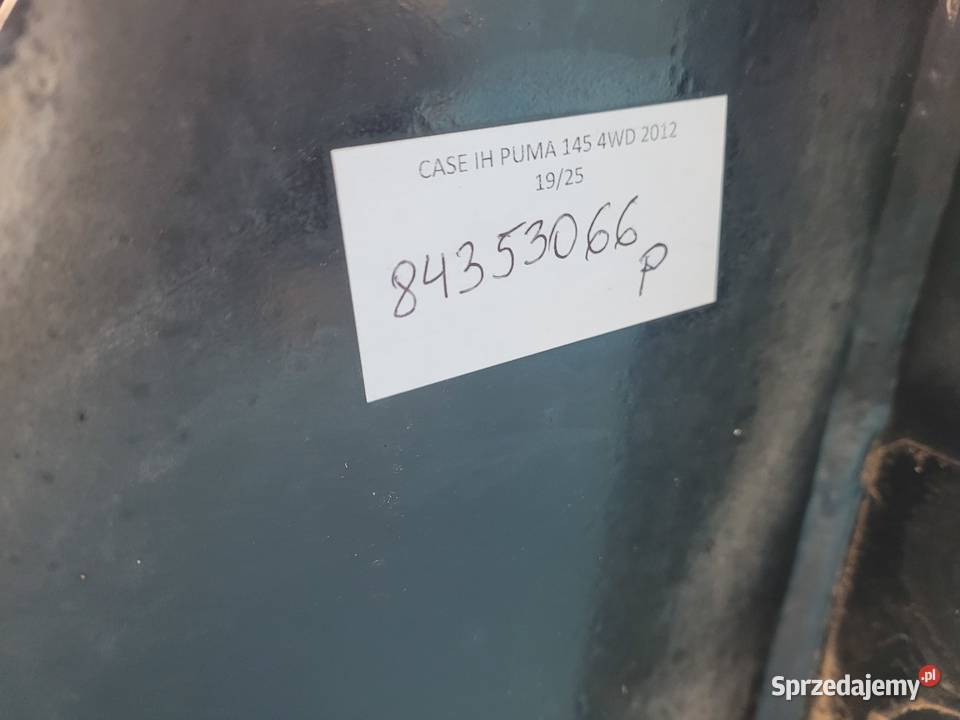 CASE IH PUMA 145 4WD 2012
19/25
84353066
P
Sprzedajemy.pl